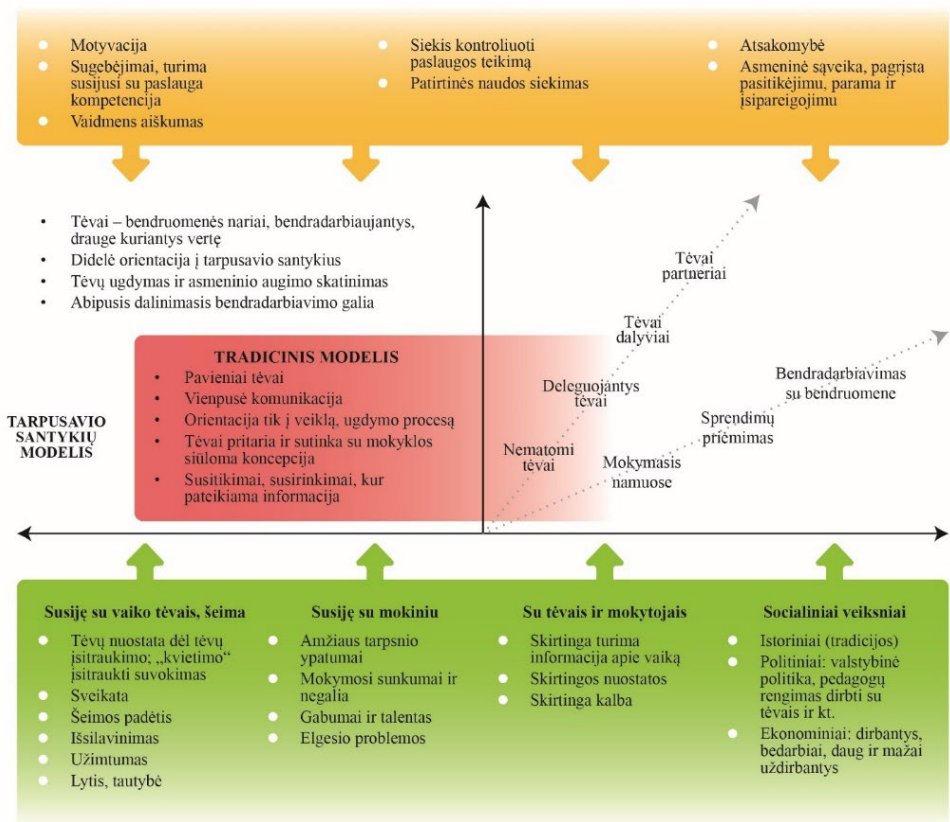 Motyvacija
Sugebėjimai, turima
susijusi su paslauga
kompetencija
Vaidmens aiškumas
Siekis kontroliuoti
paslaugos teikimą
Patirtinės naudos siekimas
Atsakomybė
Asmeninė sąveika, pagrįsta
pasitikėjimu, parama ir
įsipareigojimu
• Tėvai – bendruomenės nariai, bendradarbiaujantys,
drauge kuriantys vertę
• Didelė orientacija į tarpusavio santykius
• Tėvų ugdymas ir asmeninio augimo skatinimas
• Abipusis dalinimasis bendradarbiavimo galia
TARPUSAVIO
SANTYKIŲ
MODELIS
TRADICINIS MODELIS
• Pavieniai tėvai
• Vienpusė komunikacija
• Orientacija tik į veiklą, ugdymo procesą
• Tėvai pritaria ir sutinka su mokyklos
siūloma koncepcija
• Susitikimai, susirinkimai, kur
pateikiama informacija
Tėvai
partneriai
Tėvai
dalyviai
Deleguojantys
tėvai
Nematomi
tėvai
Bendradarbiavimas
su bendruomene
Sprendimų
priėmimas
Mokymasis
namuose
Susiję su vaiko tėvais, šeima
Tėvų nuostata dėl tėvų
įsitraukimo; „kvietimo“
įsitraukti suvokimas
Sveikata
Šeimos padėtis
Išsilavinimas
Užimtumas
Lytis, tautybė
Susiję su mokiniu
Amžiaus tarpsnio
ypatumai
Mokymosi sunkumai ir
negalia
Gabumai ir talentas
Elgesio problemos
Su tėvais ir mokytojais
Skirtinga turima
informacija apie vaiką
Skirtingos nuostatos
Skirtinga kalba
Socialiniai veiksniai
Istoriniai (tradicijos)
Politiniai: valstybinė
politika, pedagogų
rengimas dirbti su
tėvais ir kt.
Ekonominiai: dirbantys,
bedarbiai, daug ir mažai
uždirbantys